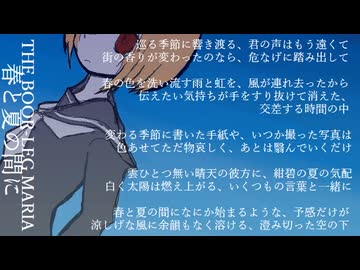 THE BOOK LEG MARIA
春と夏の間に
巡る季節に響き渡る、君の声はもう遠くて
街の香りが変わったのなら、危なげに踏み出して
春の色を洗い流す雨と虹を、風が連れ去ったから
伝えたい気持ちが手をすり抜けて消えた、
交差する時間の中
変わる季節に書いた手紙や、いつか撮った写真は
色あせてただ物哀しく、あとは翳んでいくだけ
雲ひとつ無い晴天の彼方に、紺碧の夏の気配
白く太陽は燃え上がる、いくつもの言葉と一緒に
春と夏の間になにか始まるような、予感だけが
涼しげな風に余韻もなく溶ける、澄み切った空の下